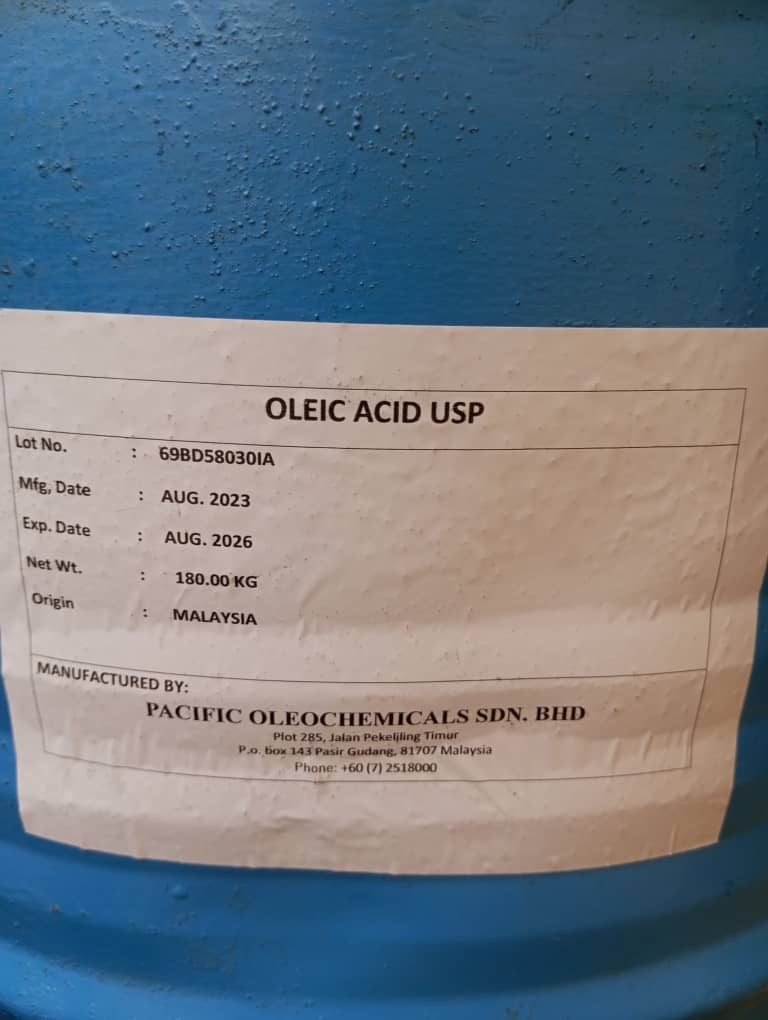 OLEIC ACID USP
Lot No. : 69BD58030IA
Mfg, Date : AUG. 2023
Exp. Date : AUG. 2026
Net Wt. : 180.00 KG
Origin : MALAYSIA
MANUFACTURED BY:
PACIFIC OLEOCHEMICALS SDN. BHD
Plot 285, Jalan Pekeljling Timur
P.o. box 143 Pasir Gudang, 81707 Malaysia
Phone: +60 (7) 2518000